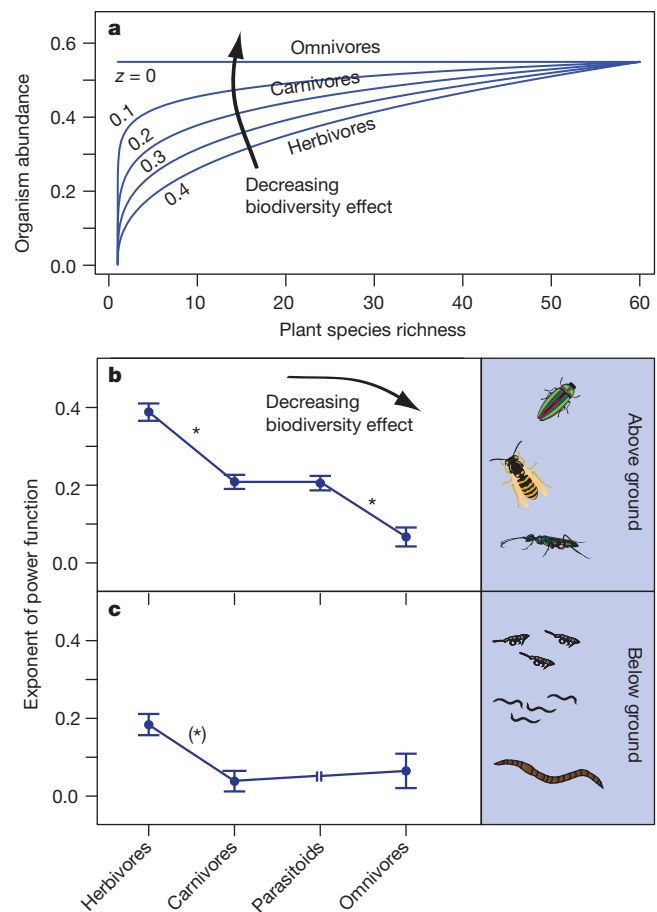 a
Omnivores
z = 0
Carnivores
0.1
0.2
0.3
0.4
Herbivores
Decreasing
biodiversity effect
Organism abundance
0.6
0.4
0.2
0.0
0 10 20 30 40 50 60
Plant species richness
b
Decreasing
biodiversity effect
*
*
0.4
0.2
0.0
Above ground
Exponent of power function
c
(*)
0.4
0.2
0.0
Below ground
Herbivores
Carnivores
Parasitoids
Omnivores